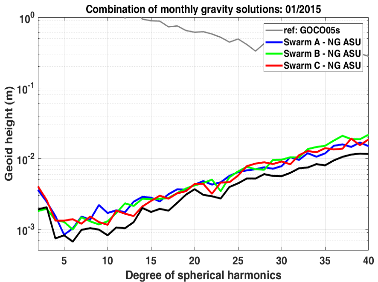 Combination of monthly gravity solutions: 01/2015
10^0
ref: GOCO05s
Swarm A - NG ASU
Swarm B - NG ASU
Swarm C - NG ASU
10^-1
Geoid height (m)
10^-2
10^-3
5 10 15 20 25 30 35 40
Degree of spherical harmonics